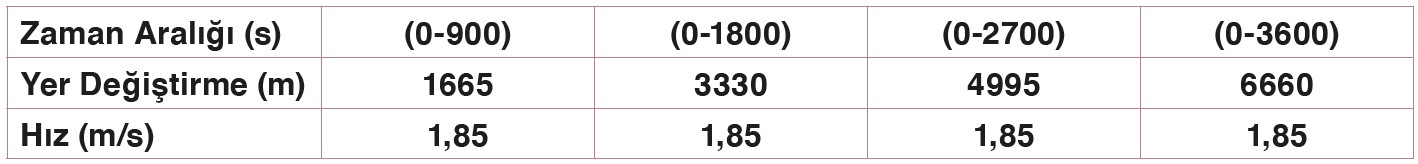 Zaman Aralığı (s) (0-900) (0-1800) (0-2700) (0-3600)
Yer Değiştirme (m) 1665 3330 4995 6660
Hız (m/s) 1,85 1,85 1,85 1,85